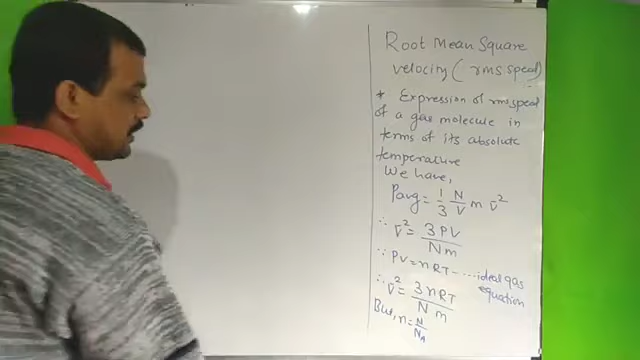 Root Mean Square
velocity (rms speed)
* Expression of rms speed
of a gas molecule in
terms of its absolute
temperature
We have,
Pavg = 1/3 N/V m v̄²
∴ v̄² = 3PV/Nm
∵ PV = nRT ---- ideal gas
equation
∴ v̄² = 3nRT/Nm
But, n = N/N_A